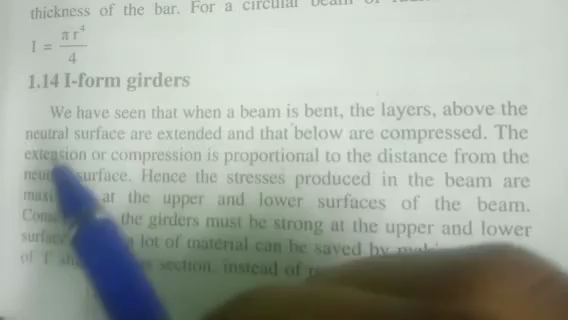 thickness of the bar. For a circular beam of
I = πr⁴/4
1.14 I-form girders
We have seen that when a beam is bent, the layers, above the
neutral surface are extended and that below are compressed. The
extension or compression is proportional to the distance from the
surface. Hence the stresses produced in the beam are
at the upper and lower surfaces of the beam.
the girders must be strong at the upper and lower
a lot of material can be saved by
of I section, instead of